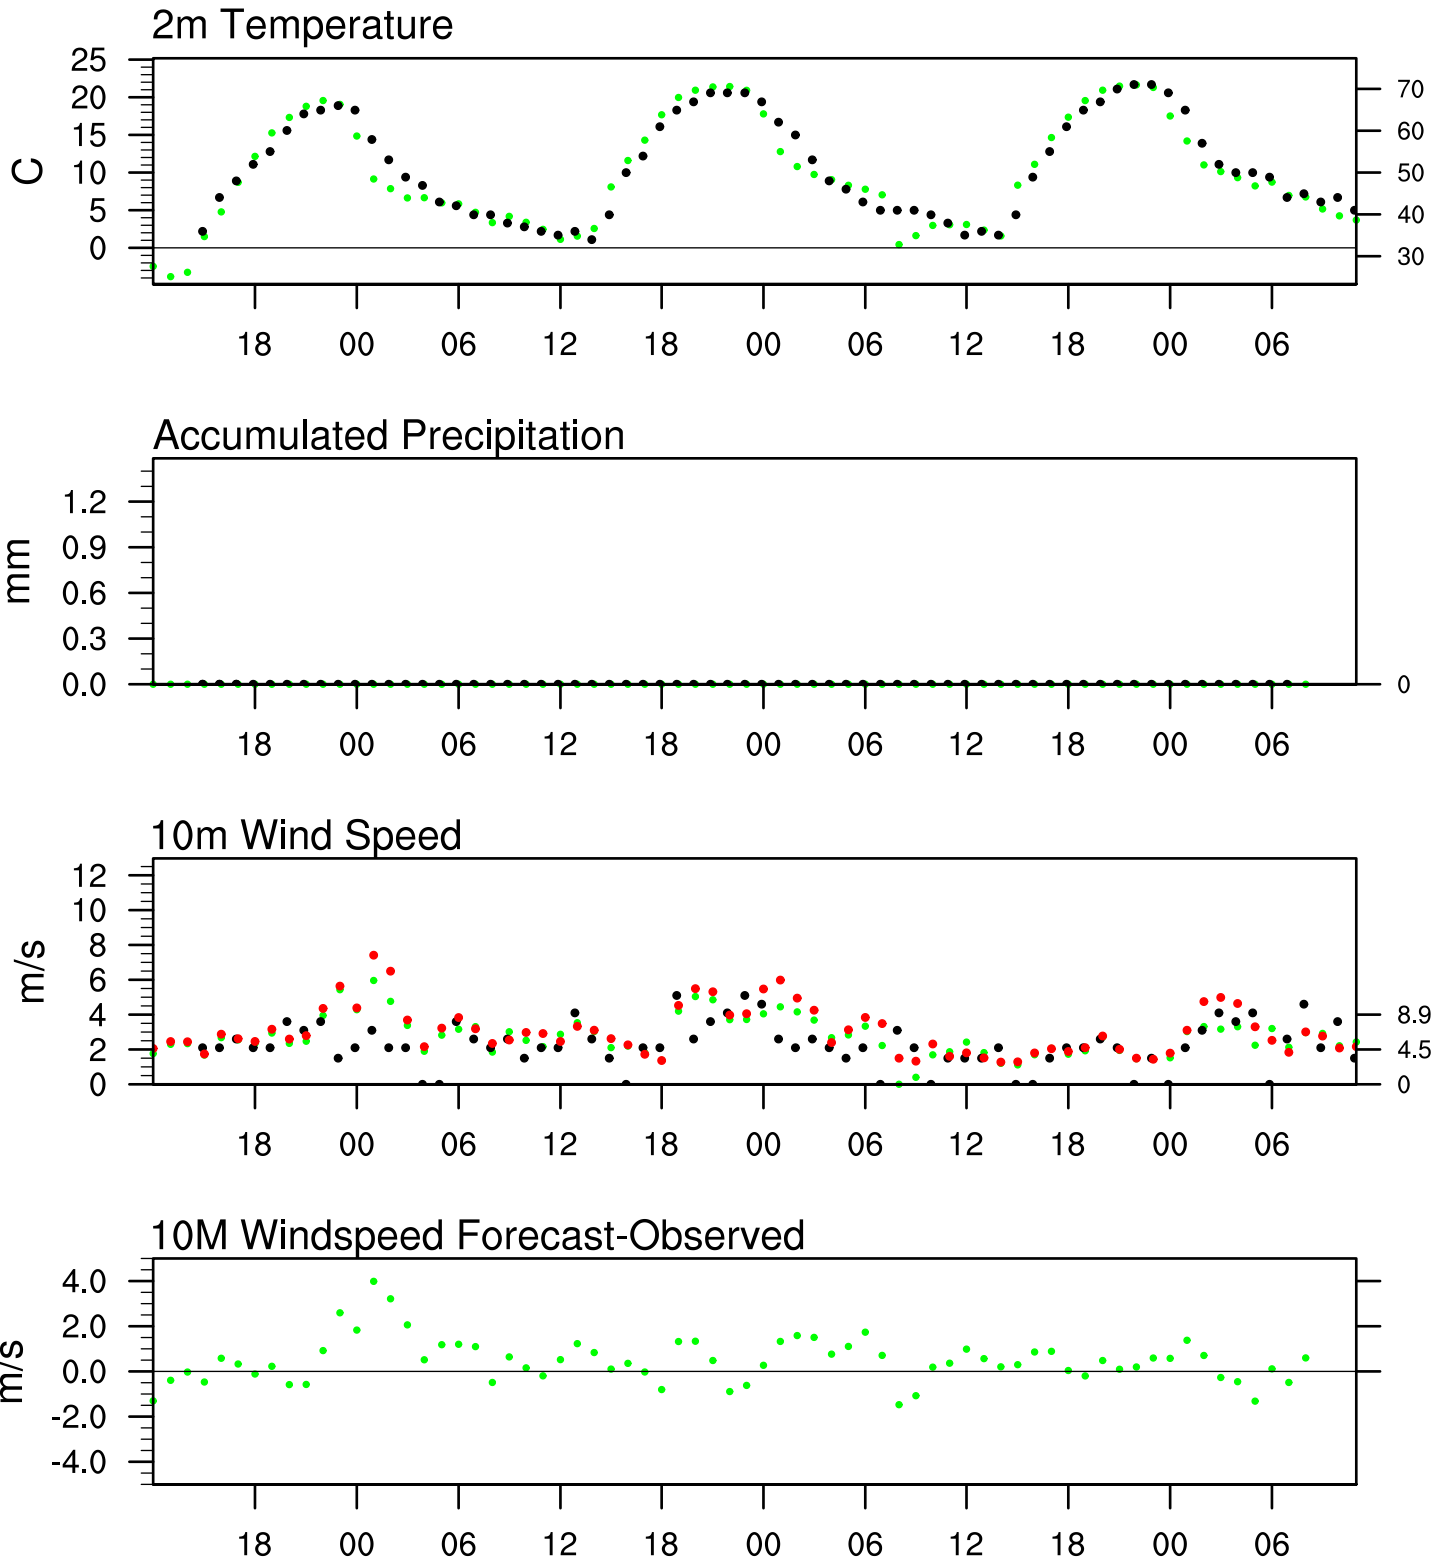 2m Temperature
25
20
15
10
5
0
C
70
60
50
40
30
18 00 06 12 18 00 06 12 18 00 06
Accumulated Precipitation
1.2
0.9
0.6
0.3
0.0
mm
0
18 00 06 12 18 00 06 12 18 00 06
10m Wind Speed
12
10
8
6
4
2
0
m/s
8.9
4.5
0
18 00 06 12 18 00 06 12 18 00 06
10M Windspeed Forecast-Observed
4.0
2.0
0.0
-2.0
-4.0
m/s
18 00 06 12 18 00 06 12 18 00 06